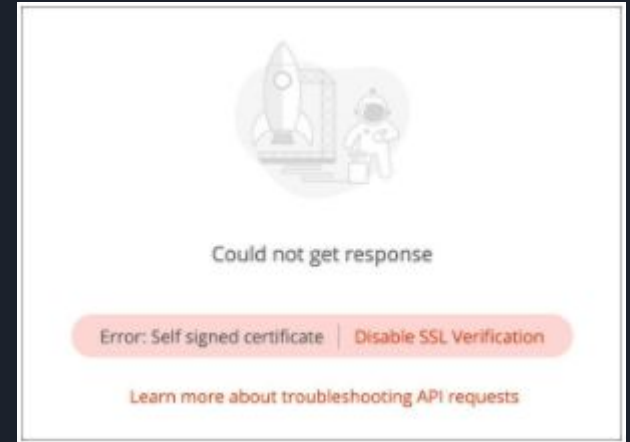 Could not get response
Error: Self signed certificate | Disable SSL Verification
Learn more about troubleshooting API requests